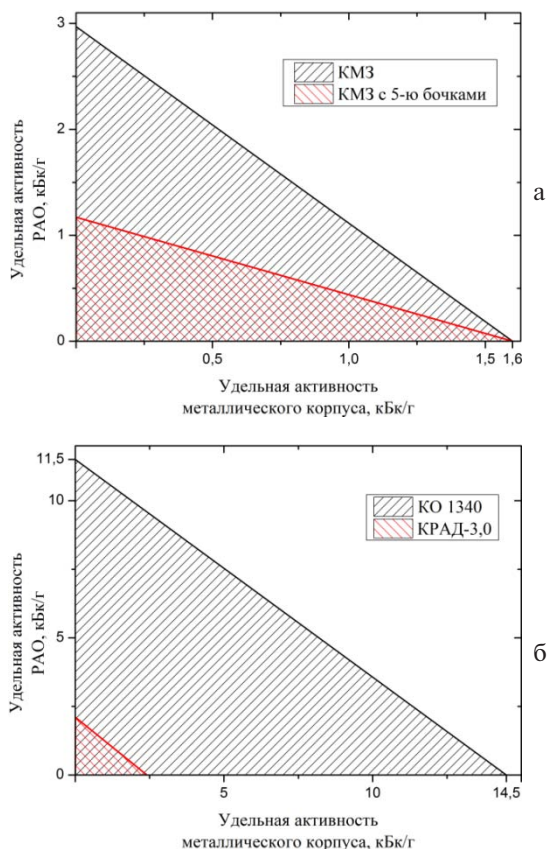 3
2
1
0
Удельная активность
РАО, кБк/г
КМЗ
КМЗ с 5-ю бочками
а
0,5
1,0
1,5
1,6
Удельная активность
металлического корпуса, кБк/г
11,5
10
5
0
Удельная активность
РАО, кБк/г
КО 1340
КРАД-3,0
б
5
10
14,5
Удельная активность
металлического корпуса, кБк/г